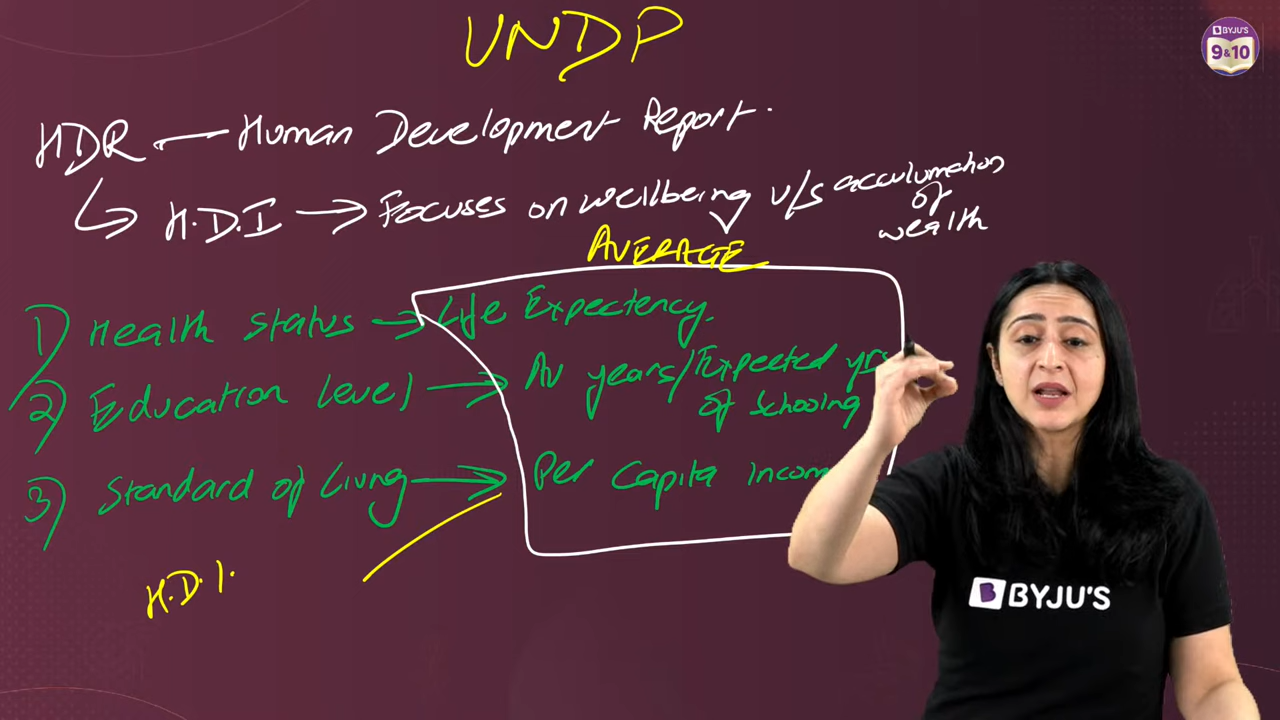 UNDP
BYJU'S
9&10
HDR — Human Development Report.
H.D.I → Focuses on wellbeing v/s accumulation
of
wealth
AVERAGE
1) Health status → Life Expectency.
2) Education level → Av years/Expected yrs
of Schooling
3) Standard of Living → Per Capita incom
H.D.I.
BYJU'S